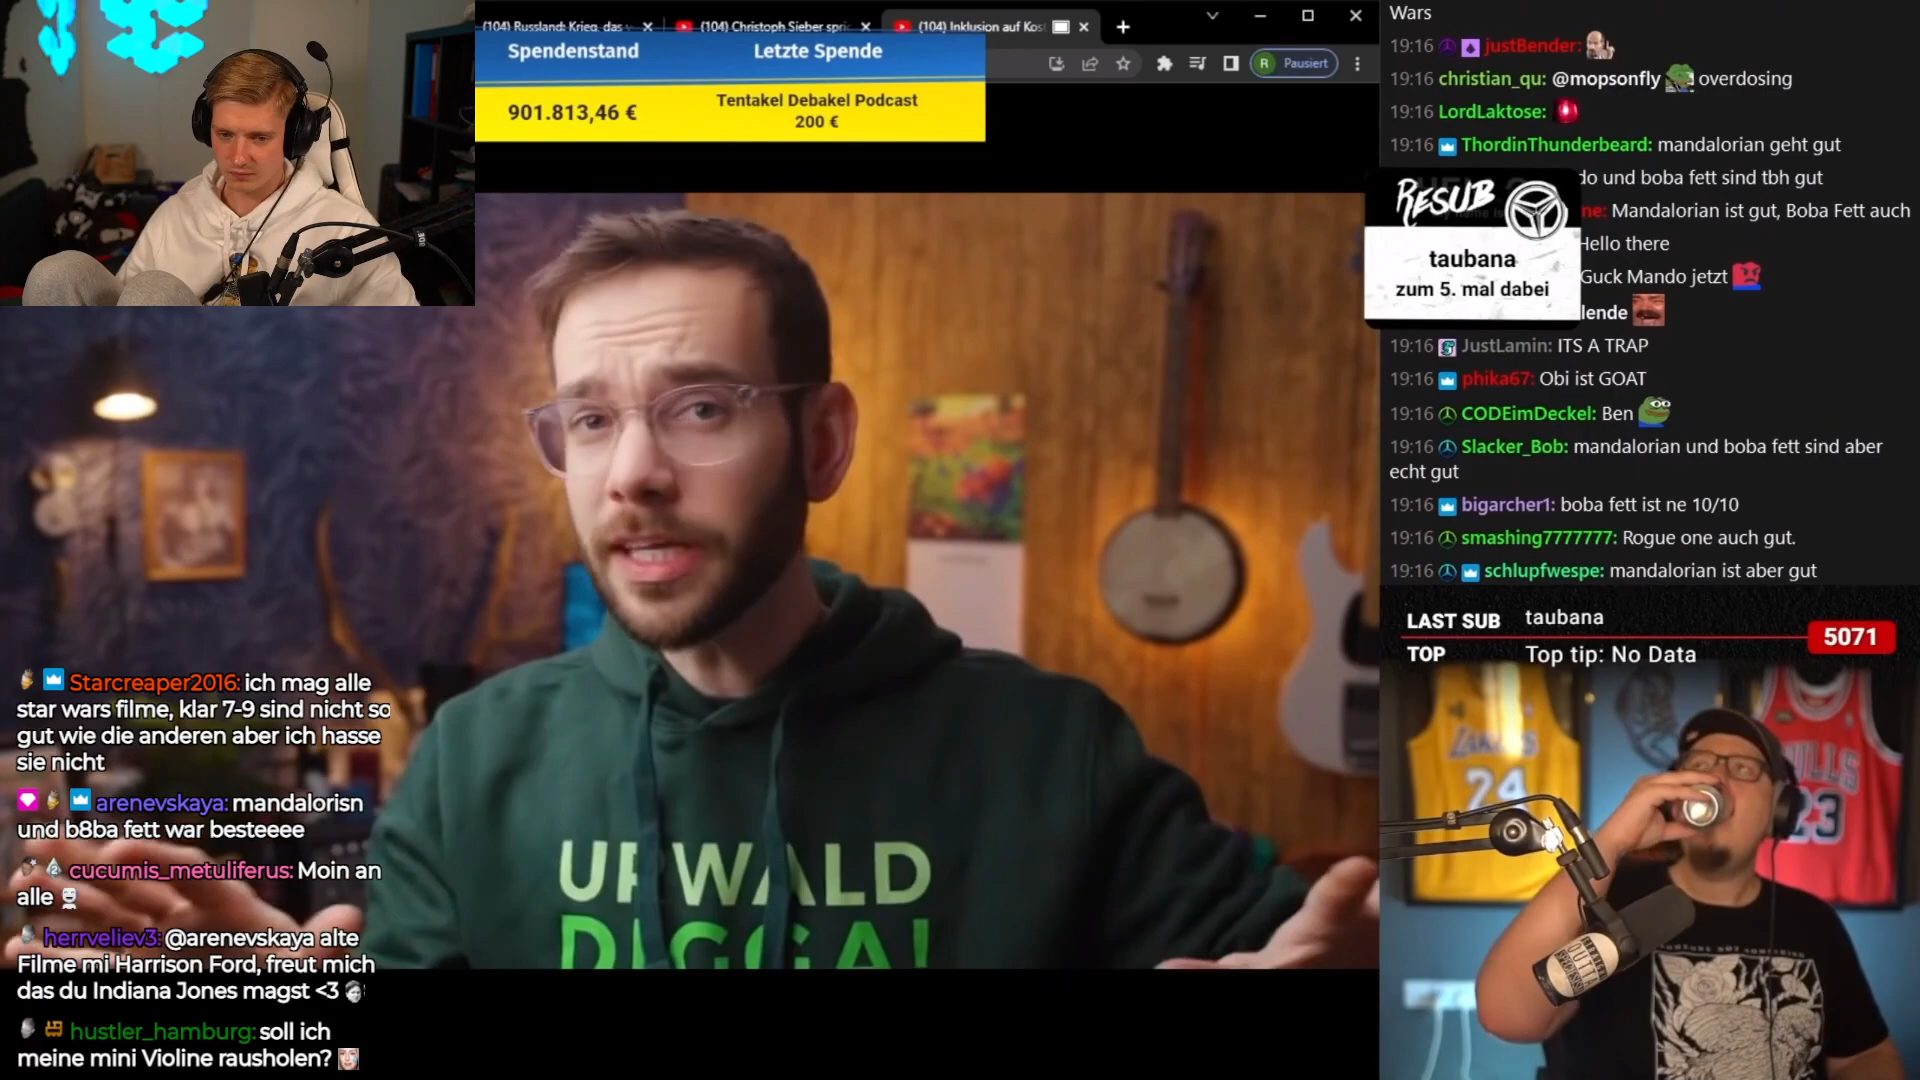 (104) Russland: Krieg, das
(104) Christoph Sieber spri
(104) Inklusion auf Kos
Spendenstand
Letzte Spende
901.813,46 €
Tentakel Debakel Podcast
200 €
R Pausiert
Wars
19:16 justBender:
19:16 christian_qu: @mopsonfly overdosing
19:16 LordLaktose:
19:16 ThordinThunderbeard: mandalorian geht gut
do und boba fett sind tbh gut
ne: Mandalorian ist gut, Boba Fett auch
Hello there
Guck Mando jetzt
lende
RESUB
taubana
zum 5. mal dabei
19:16 JustLamin: ITS A TRAP
19:16 phika67: Obi ist GOAT
19:16 CODEimDeckel: Ben
19:16 Slacker_Bob: mandalorian und boba fett sind aber
echt gut
19:16 bigarcher1: boba fett ist ne 10/10
19:16 smashing7777777: Rogue one auch gut.
19:16 schlupfwespe: mandalorian ist aber gut
LAST SUB taubana
5071
TOP Top tip: No Data
LAKERS
24
BULLS
23
URWALD
DIGGA!
Starcreaper2016: ich mag alle
star wars filme, klar 7-9 sind nicht so
gut wie die anderen aber ich hasse
sie nicht
arenevskaya: mandalorisn
und b8ba fett war besteeee
cucumis_metuliferus: Moin an
alle
herrveliev3: @arenevskaya alte
Filme mi Harrison Ford, freut mich
das du Indiana Jones magst <3
hustler_hamburg: soll ich
meine mini Violine rausholen?